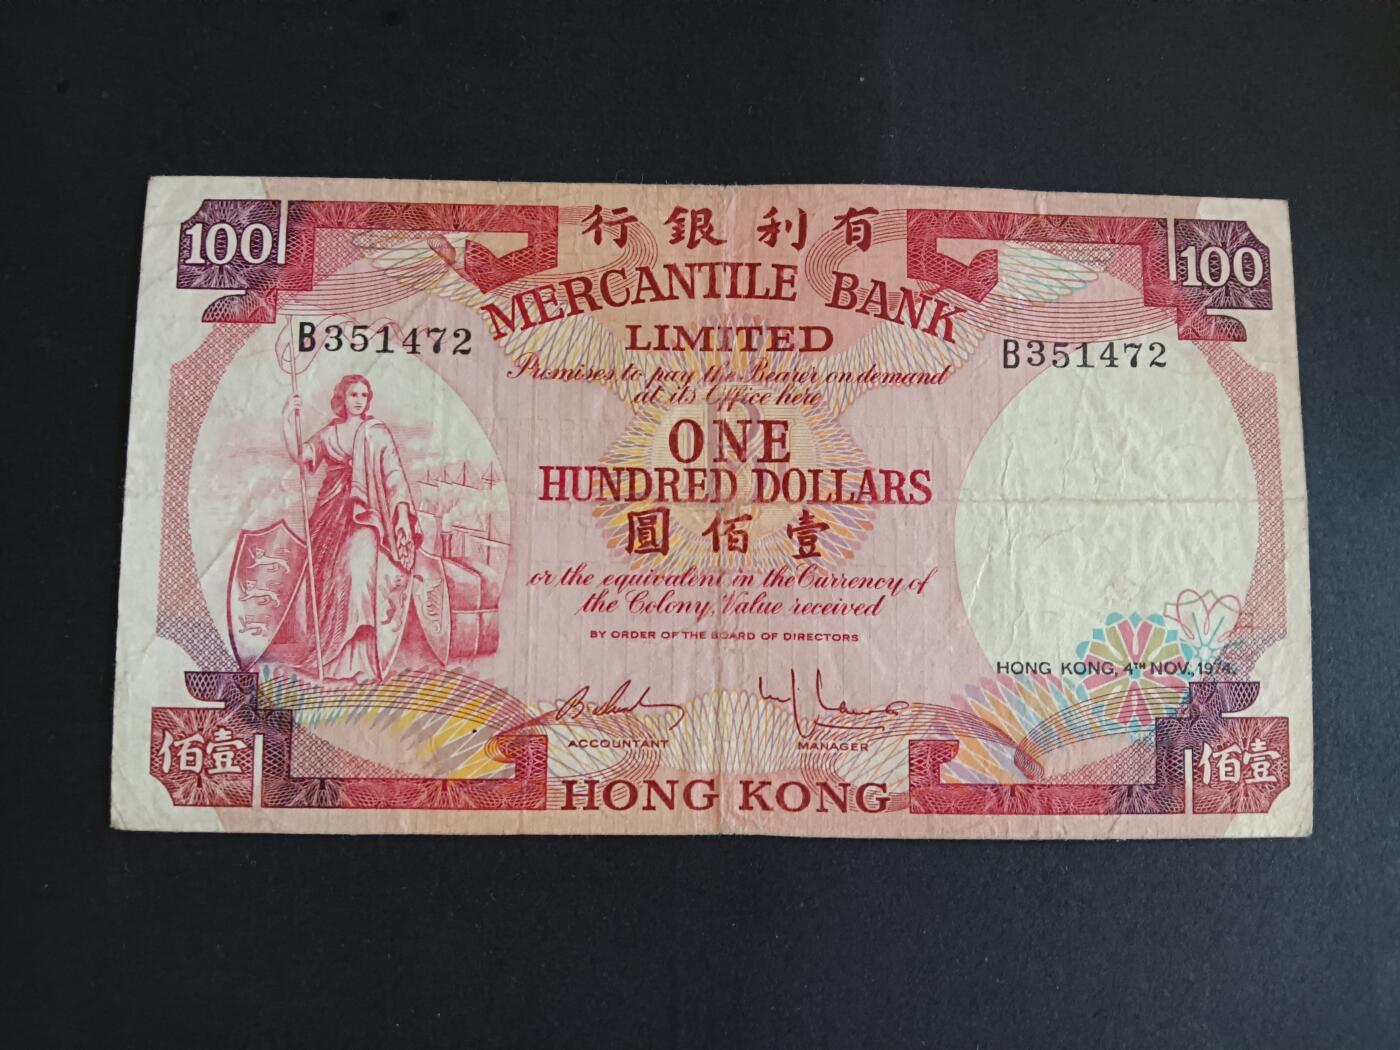 100
行銀利有
100
MERCANTILE BANK
LIMITED
B351472
B351472
Promises to pay the Bearer on demand
at its Office here
ONE
HUNDRED DOLLARS
圓佰壹
or the equivalent in the Currency of
the Colony, Value received
BY ORDER OF THE BOARD OF DIRECTORS
HONG KONG, 4TH NOV., 1974.
ACCOUNTANT
MANAGER
佰壹
HONG KONG
佰壹